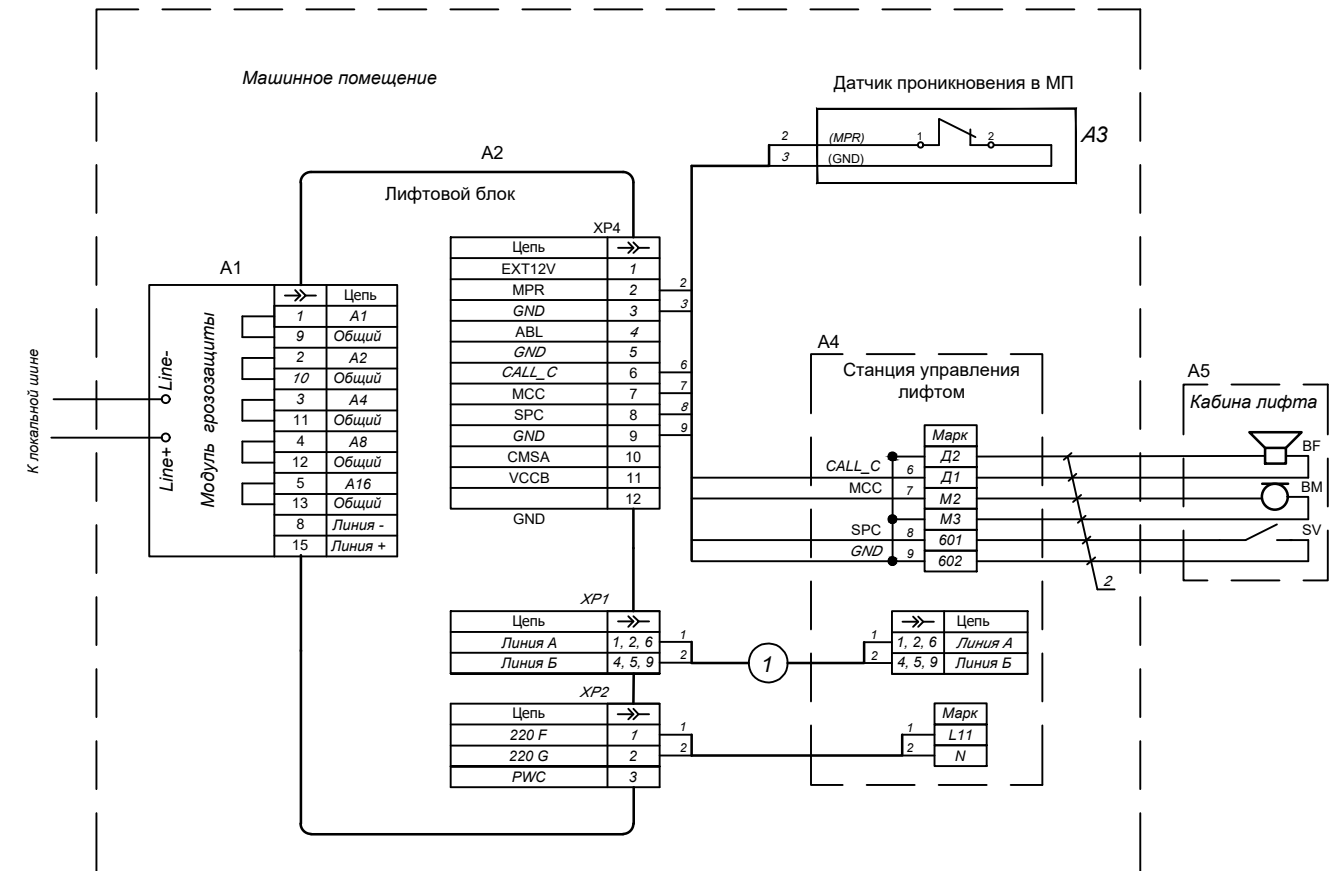 Машинное помещение
Датчик проникновения в МП
2 (MPR) 1 2 A3
3 (GND)
A2
Лифтовой блок
XP4
Цепь
EXT12V 1
MPR 2 2
GND 3 3
ABL 4
GND 5
CALL_C 6 6
MCC 7 7
SPC 8 8
GND 9 9
CMSA 10
VCCB 11
12
GND
A1
Цепь
1 A1
9 Общий
2 A2
10 Общий
3 A4
11 Общий
4 A8
12 Общий
5 A16
13 Общий
8 Линия -
15 Линия +
Модуль грозозащиты
Line-
Line+
К локальной шине
A4
Станция управления
лифтом
Марк
Д2
CALL_C 6 Д1
MCC 7 М2
М3
SPC 8 601
GND 9 602
2
A5
Кабина лифта
BF
BM
SV
XP1
Цепь
Линия А 1, 2, 6 1
Линия Б 4, 5, 9 2
1
Цепь
1 1, 2, 6 Линия А
2 4, 5, 9 Линия Б
XP2
Цепь
220 F 1 1
220 G 2 2
PWC 3
Марк
1 L11
2 N